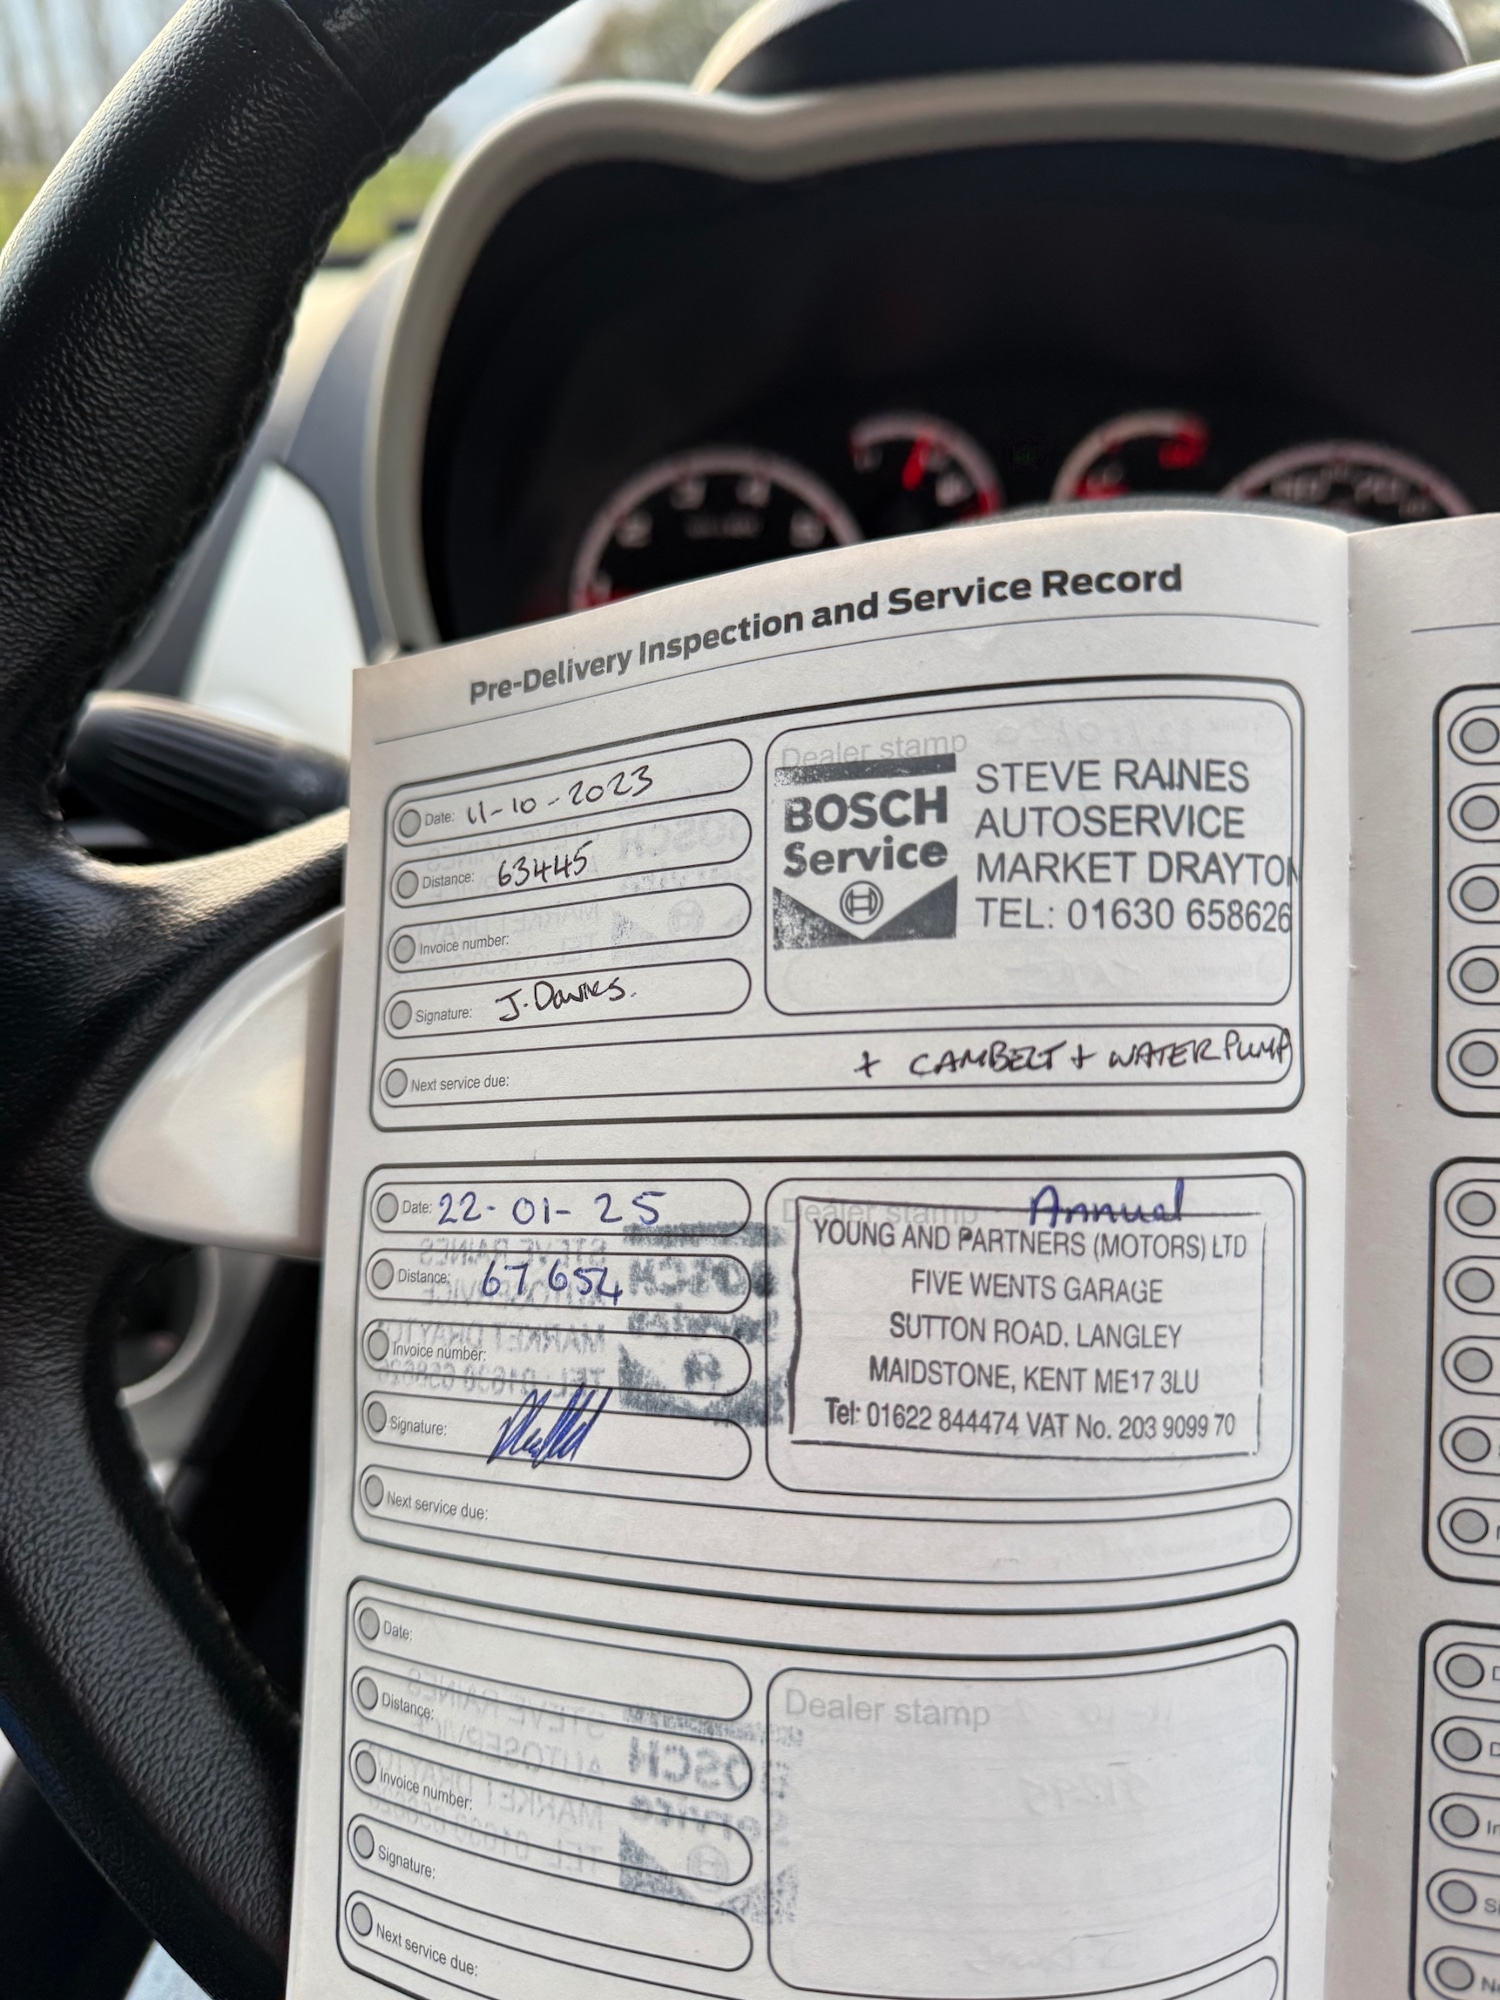 Pre-Delivery Inspection and Service Record
Date: 11-10-2023
Distance: 63445
Invoice number:
Signature: J. Davies.
Dealer stamp
BOSCH
Service
STEVE RAINES
AUTOSERVICE
MARKET DRAYTON
TEL: 01630 658626
Next service due: + CAMBELT + WATER PUMP
Date: 22-01-25
Distance: 67654
Invoice number:
Signature:
Dealer stamp
Annual
YOUNG AND PARTNERS (MOTORS) LTD
FIVE WENTS GARAGE
SUTTON ROAD. LANGLEY
MAIDSTONE, KENT ME17 3LU
Tel: 01622 844474 VAT No. 203 9099 70
Next service due:
Date:
Distance:
Invoice number:
Signature:
Dealer stamp
Next service due: